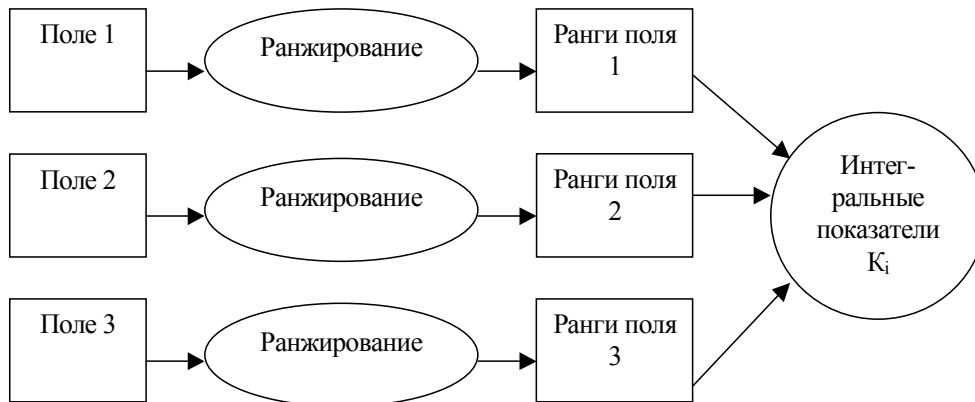 Поле 1
Ранжирование
Ранги поля
1
Поле 2
Ранжирование
Ранги поля
2
Интег-
ральные
показатели
Кi
Поле 3
Ранжирование
Ранги поля
3